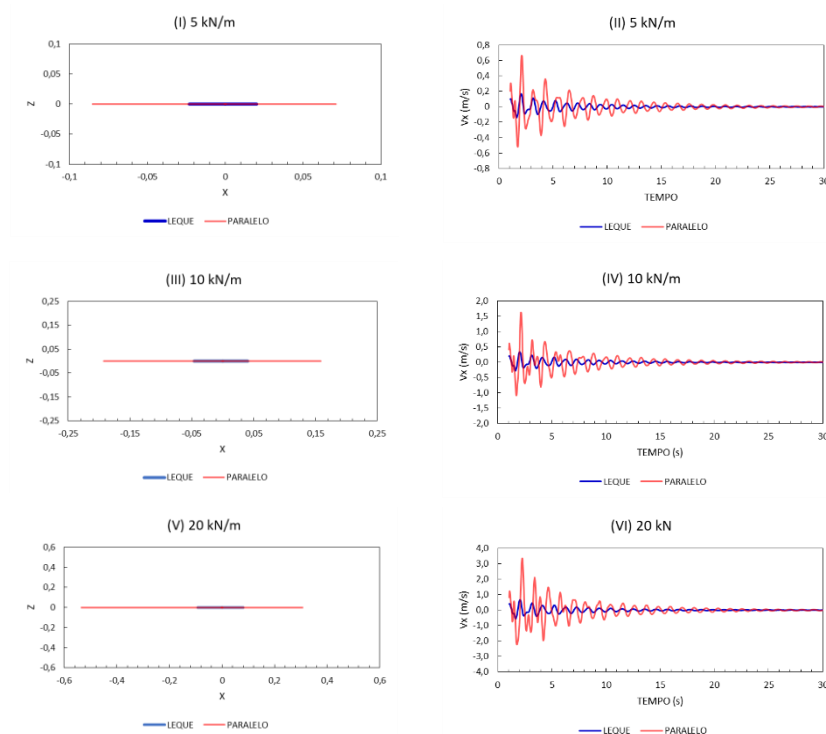 (I) 5 kN/m
0,1
0,05
Z
0
-0,05
-0,1
-0,1 -0,05 0 0,05 0,1
X
LEQUE PARALELO
(II) 5 kN/m
0,8
0,6
0,4
0,2
Vx (m/s)
0
-0,2
-0,4
-0,6
-0,8
0 5 10 15 20 25 30
TEMPO
LEQUE PARALELO
(III) 10 kN/m
0,25
0,15
0,05
Z
-0,05
-0,15
-0,25
-0,25 -0,15 -0,05 0,05 0,15 0,25
X
LEQUE PARALELO
(IV) 10 kN/m
2,0
1,5
1,0
0,5
Vx (m/s)
0,0
-0,5
-1,0
-1,5
-2,0
0 5 10 15 20 25 30
TEMPO (s)
LEQUE PARALELO
(V) 20 kN/m
0,6
0,4
0,2
Z
0
-0,2
-0,4
-0,6
-0,6 -0,4 -0,2 0 0,2 0,4 0,6
X
LEQUE PARALELO
(VI) 20 kN
4,0
3,0
2,0
1,0
Vx (m/s)
0,0
-1,0
-2,0
-3,0
-4,0
0 5 10 15 20 25 30
TEMPO (s)
LEQUE PARALELO